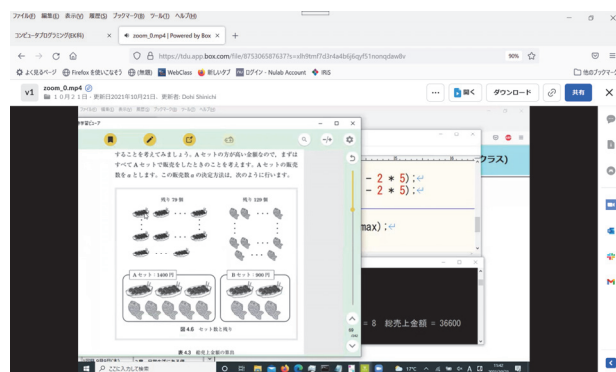 ファイル(F) 編集(E) 表示(V) 履歴(S) ブックマーク(B) ツール(T) ヘルプ(H)
コンピュータプログラミング(EK科)
zoom_0.mp4 | Powered by Box
https://tdu.app.box.com/file/875306587637?s=xlh9tmf7d3r4a4b6j6qyf51nonqdaw8v
90%
よく見るページ
Firefox を使いこなそう
(無題)
WebClass
新しいタブ
ログイン - Nulab Account
IRiS
他のブックマーク
v1
zoom_0.mp4
10月21日・更新日2021年10月21日、更新者: Dohi Shinichi
開く
ダウンロード
共有
することを考えてみましょう。Aセットの方が高い金額なので，まずは
すべてAセットで販売をしたときのことを考えます。Aセットの販売
数をaとします。この販売数aの決定方法は，次のように行います。
残り 79 個
残り 120 個
Aセット：1400 円
Bセット：900 円
図 4.6 セット数と残り
表 4.3 総売上金額の算出
クラス)
- 2 * 5);
- 2 * 5);
max);
= 8 総売上金額 = 36600
ここに入力して検索
17℃